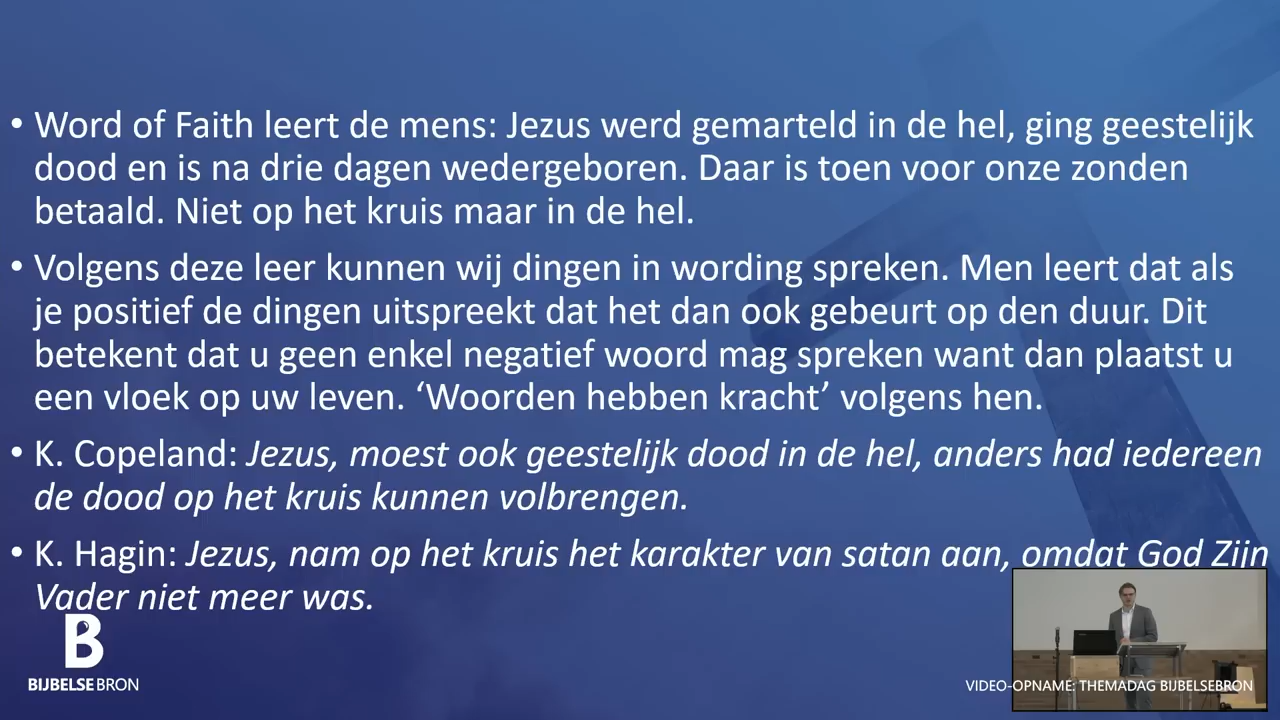 • Word of Faith leert de mens: Jezus werd gemarteld in de hel, ging geestelijk
dood en is na drie dagen wedergeboren. Daar is toen voor onze zonden
betaald. Niet op het kruis maar in de hel.
• Volgens deze leer kunnen wij dingen in wording spreken. Men leert dat als
je positief de dingen uitspreekt dat het dan ook gebeurt op den duur. Dit
betekent dat u geen enkel negatief woord mag spreken want dan plaatst u
een vloek op uw leven. ‘Woorden hebben kracht’ volgens hen.
• K. Copeland: Jezus, moest ook geestelijk dood in de hel, anders had iedereen
de dood op het kruis kunnen volbrengen.
• K. Hagin: Jezus, nam op het kruis het karakter van satan aan, omdat God Zijn
Vader niet meer was.
B
BIJBELSEBRON
VIDEO-OPNAME: THEMADAG BIJBELSEBRON